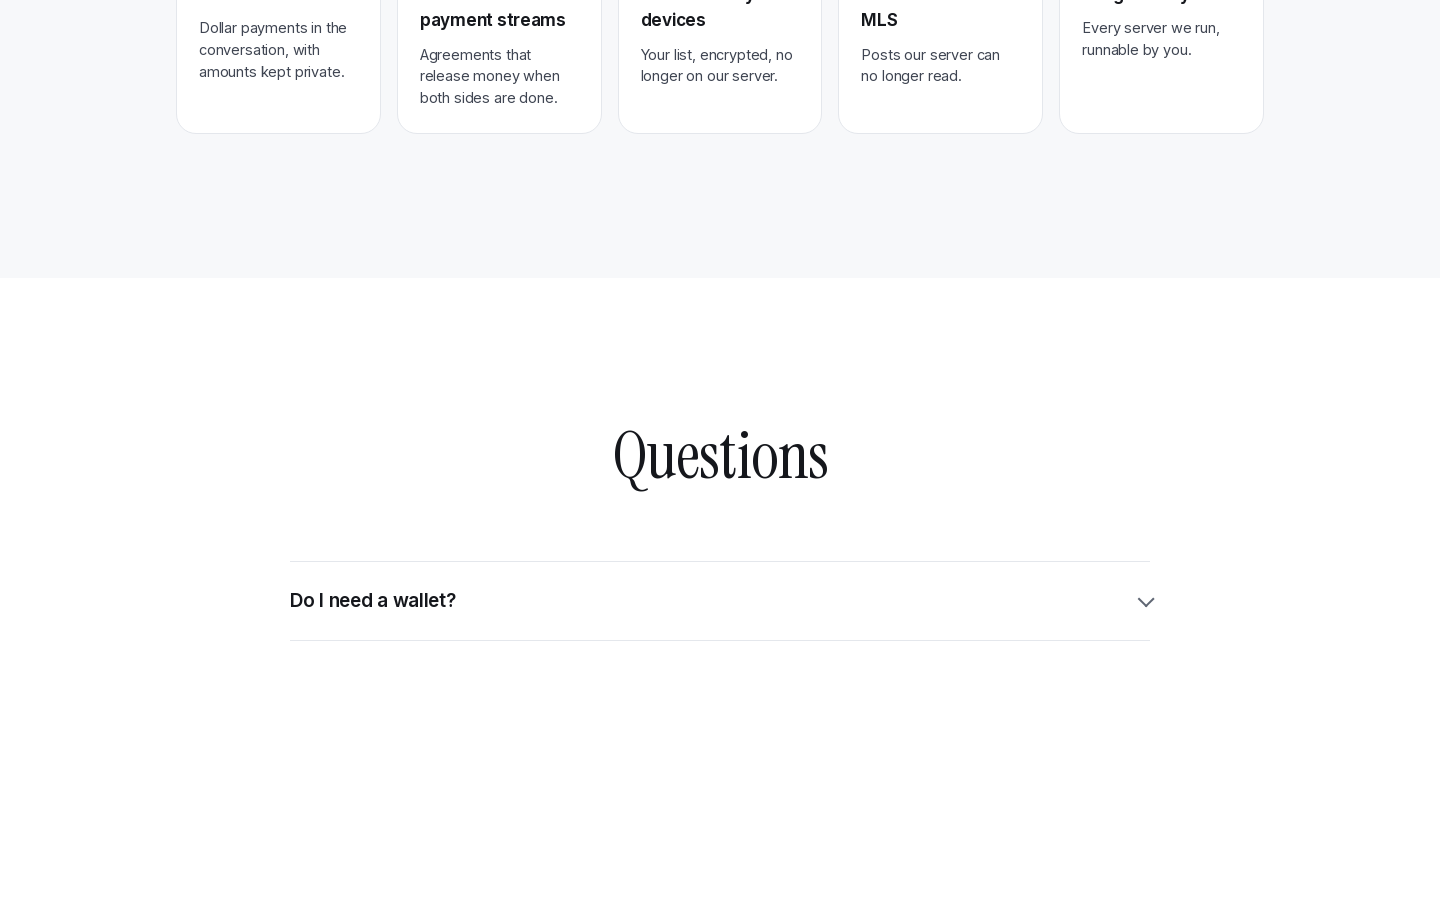 Dollar payments in the
conversation, with
amounts kept private.
payment streams
Agreements that
release money when
both sides are done.
devices
Your list, encrypted, no
longer on our server.
MLS
Posts our server can
no longer read.
Every server we run,
runnable by you.
Questions
Do I need a wallet?